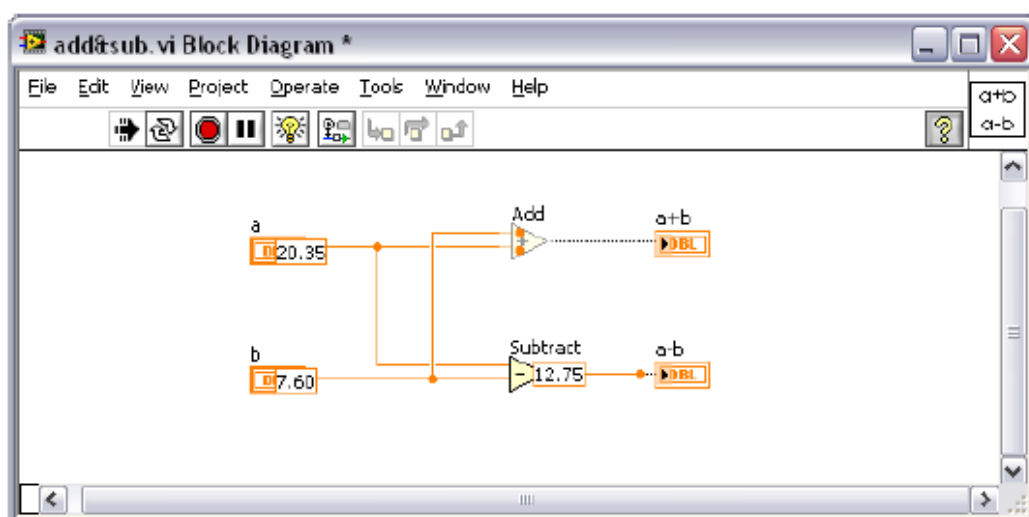 add&sub.vi Block Diagram *
File Edit View Project Operate Tools Window Help
a+b
a-b
a
20.35
Add
a+b
DBL
b
7.60
Subtract
12.75
a-b
DBL